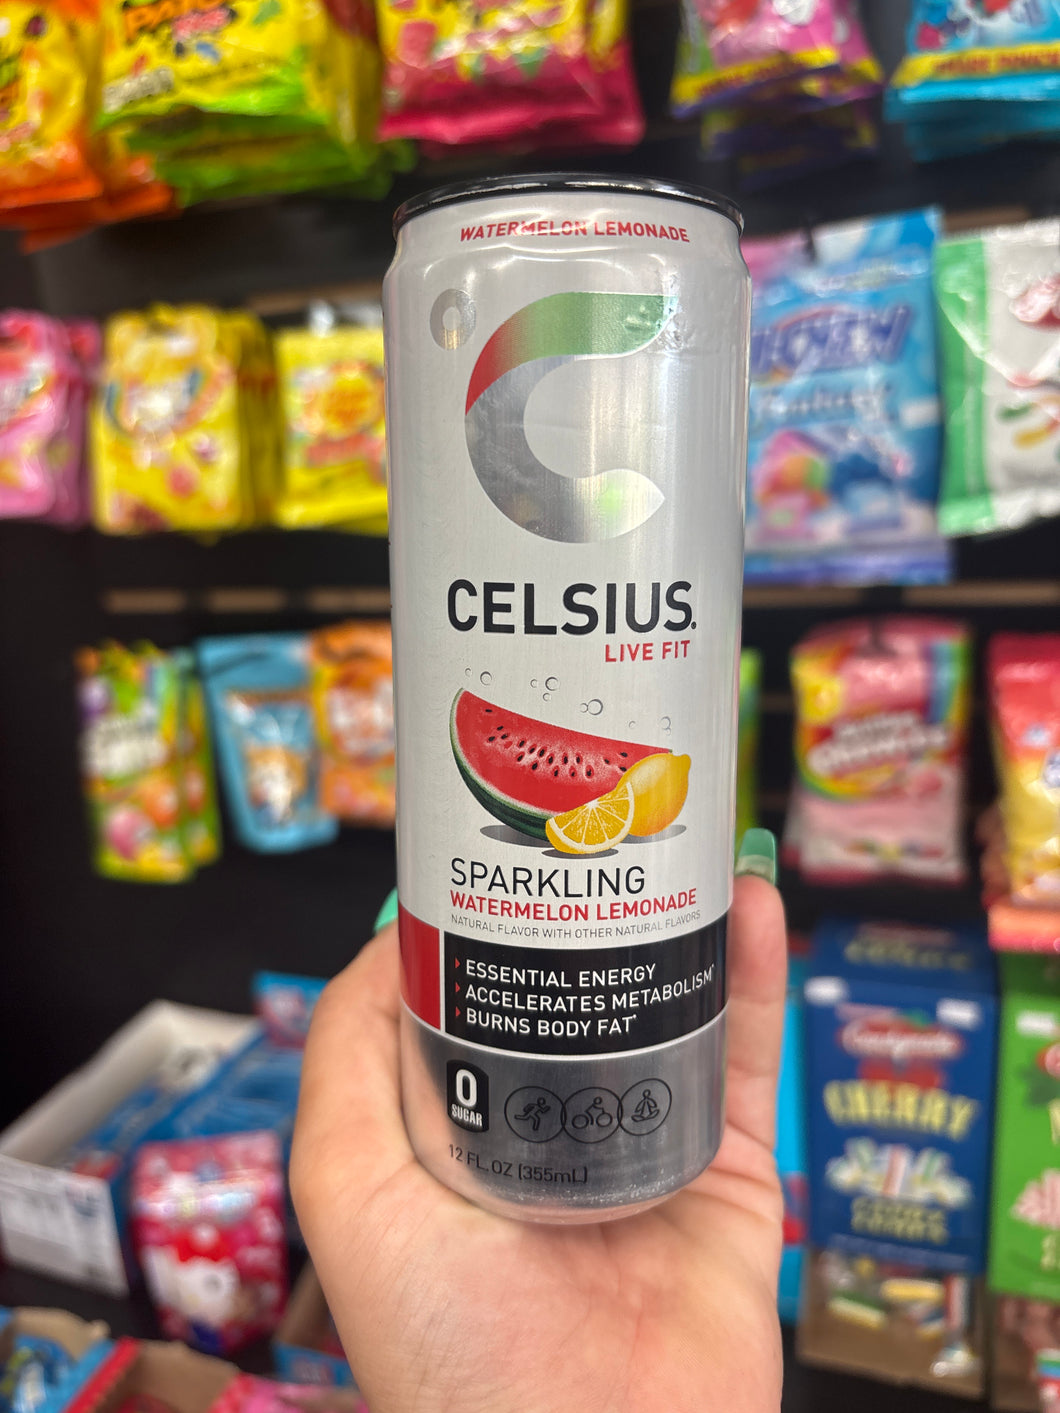 WATERMELON LEMONADE
CELSIUS.
LIVE FIT
SPARKLING
WATERMELON LEMONADE
NATURAL FLAVOR WITH OTHER NATURAL FLAVORS
ESSENTIAL ENERGY
ACCELERATES METABOLISM*
BURNS BODY FAT*
0
SUGAR
12 FL. OZ (355mL)
CHERRY